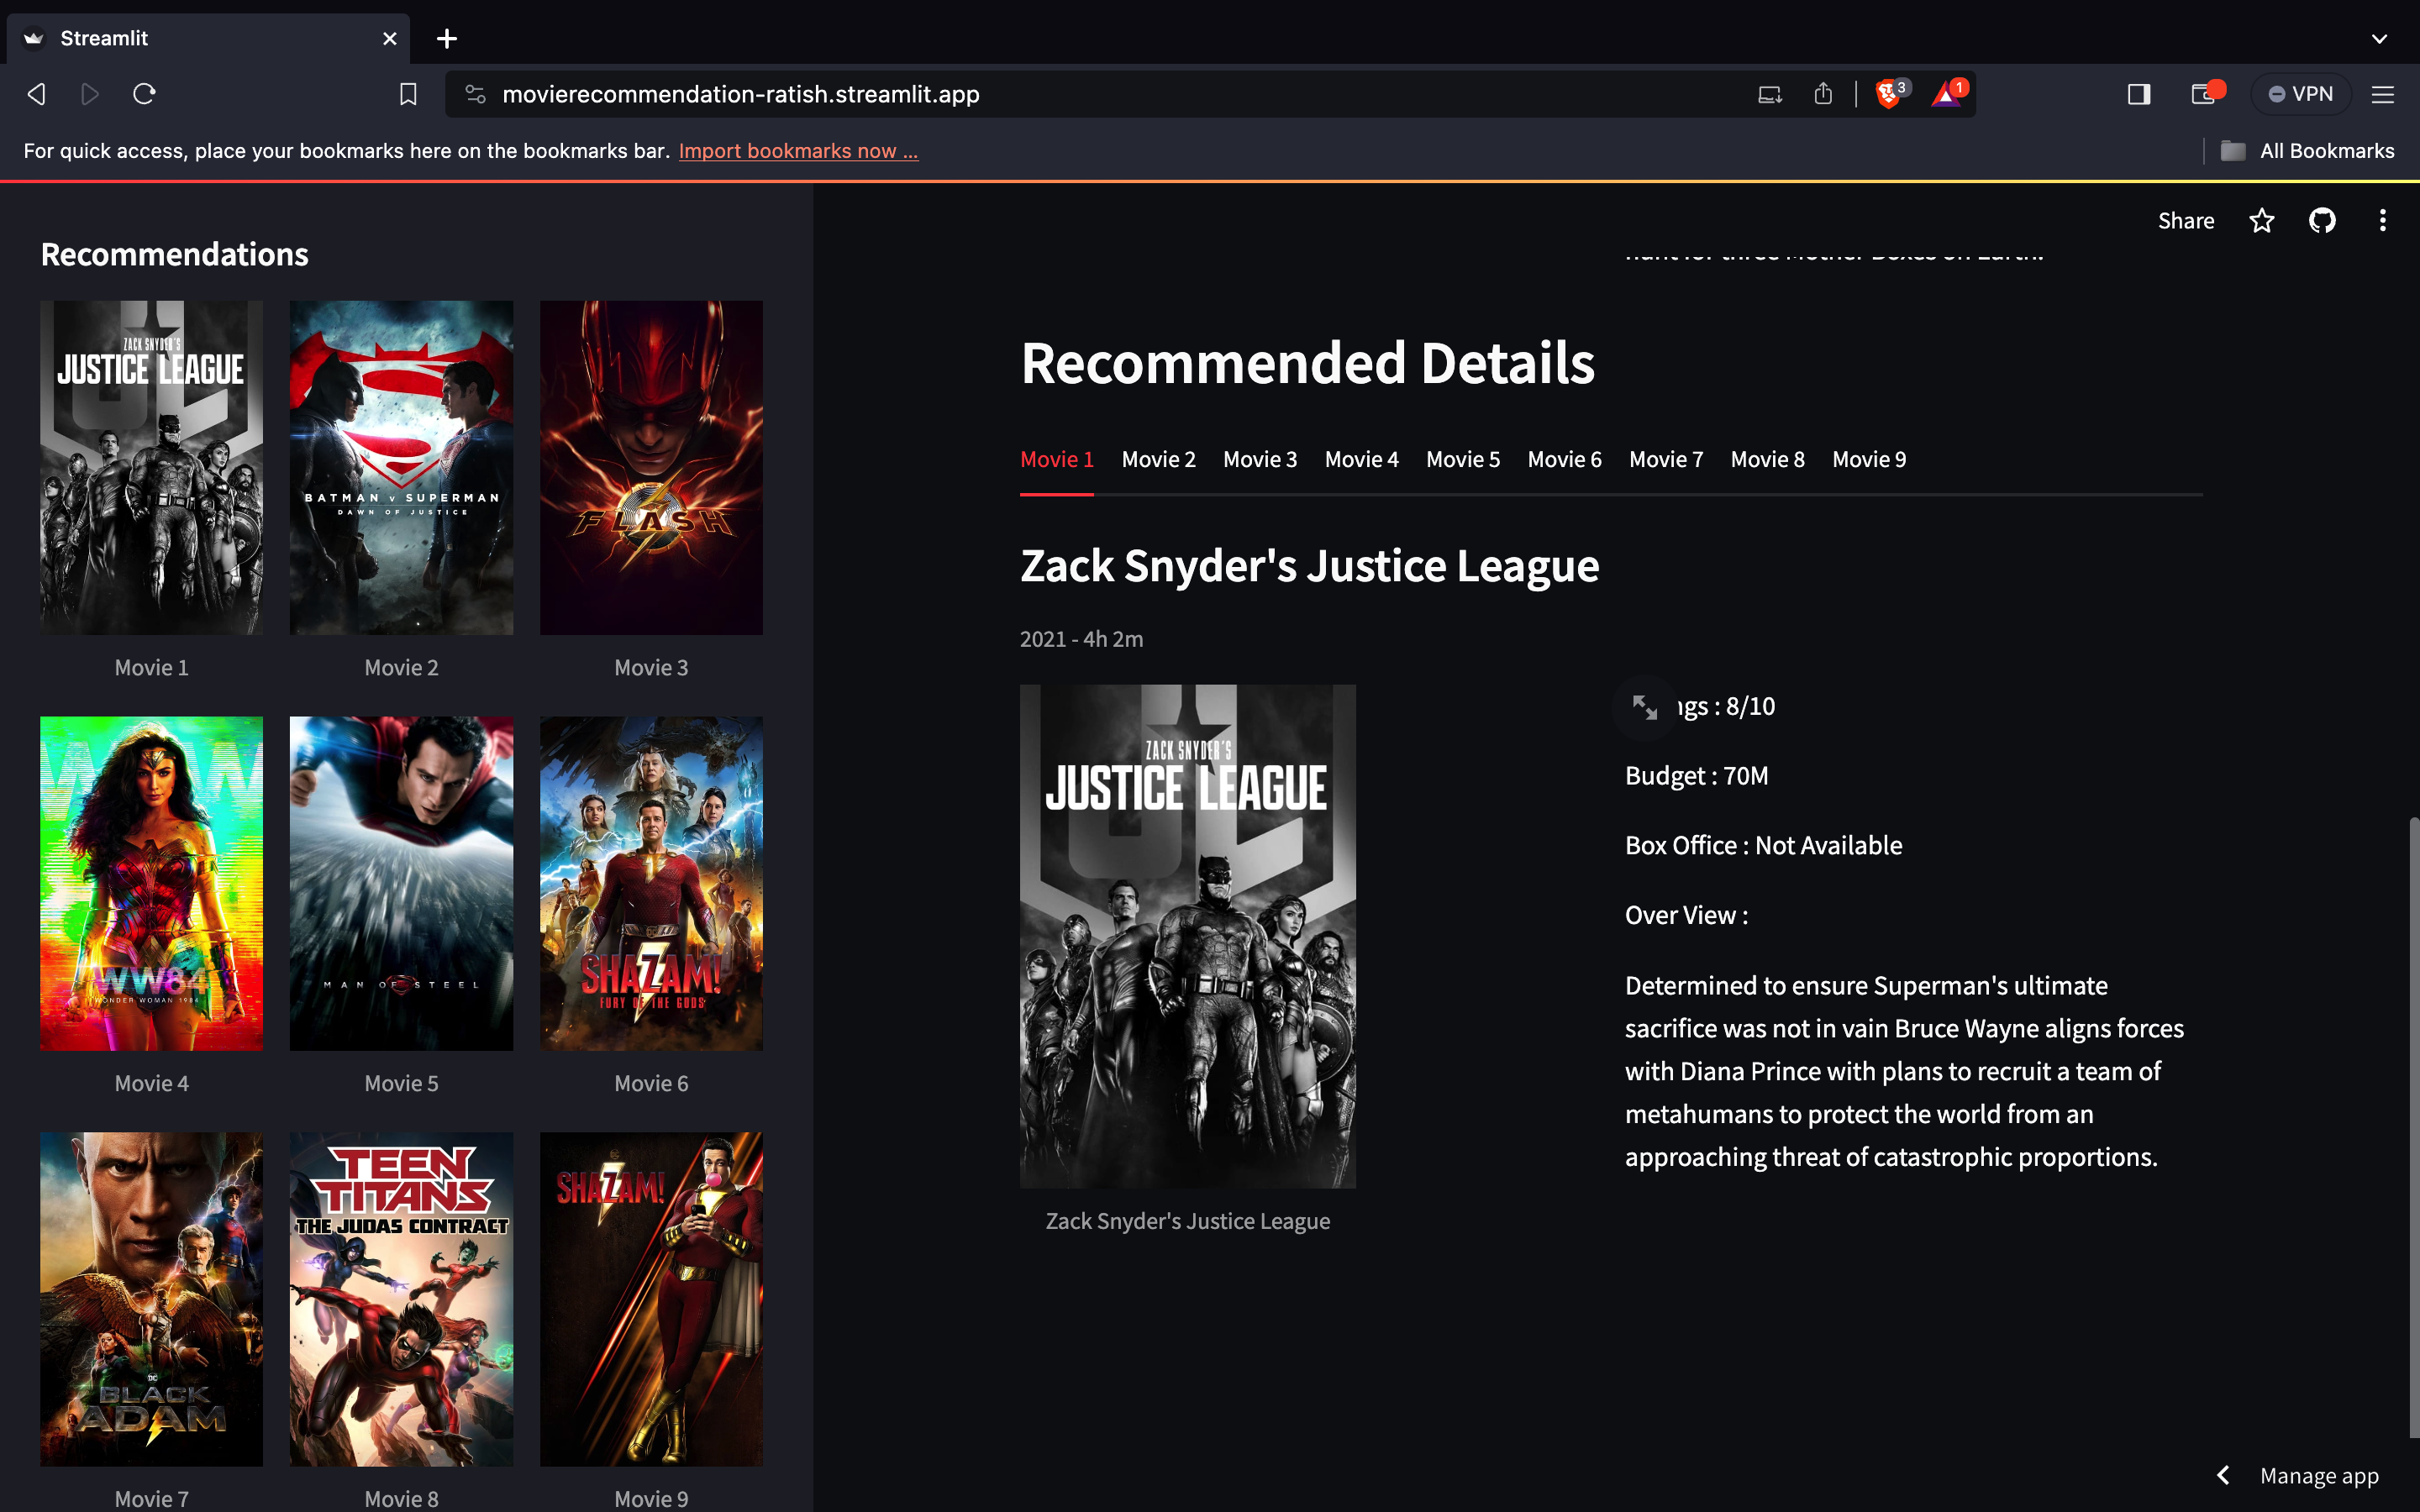 Streamlit
movierecommendation-ratish.streamlit.app
3
1
VPN
For quick access, place your bookmarks here on the bookmarks bar. Import bookmarks now ...
All Bookmarks
Share
Recommendations
ZACK SNYDER'S
JUSTICE LEAGUE
BATMAN v SUPERMAN
DAWN OF JUSTICE
FLASH
Movie 1
Movie 2
Movie 3
WW84
WONDER WOMAN 1984
MAN OF STEEL
SHAZAM!
FURY OF THE GODS
Movie 4
Movie 5
Movie 6
DC
BLACK
ADAM
TEEN
TITANS
THE JUDAS CONTRACT
SHAZAM!
Movie 7
Movie 8
Movie 9
hunt for three Mother Boxes on Earth.
Recommended Details
Movie 1 Movie 2 Movie 3 Movie 4 Movie 5 Movie 6 Movie 7 Movie 8 Movie 9
Zack Snyder's Justice League
2021 - 4h 2m
ZACK SNYDER'S
JUSTICE LEAGUE
Zack Snyder's Justice League
ngs : 8/10
Budget : 70M
Box Office : Not Available
Over View :
Determined to ensure Superman's ultimate
sacrifice was not in vain Bruce Wayne aligns forces
with Diana Prince with plans to recruit a team of
metahumans to protect the world from an
approaching threat of catastrophic proportions.
Manage app